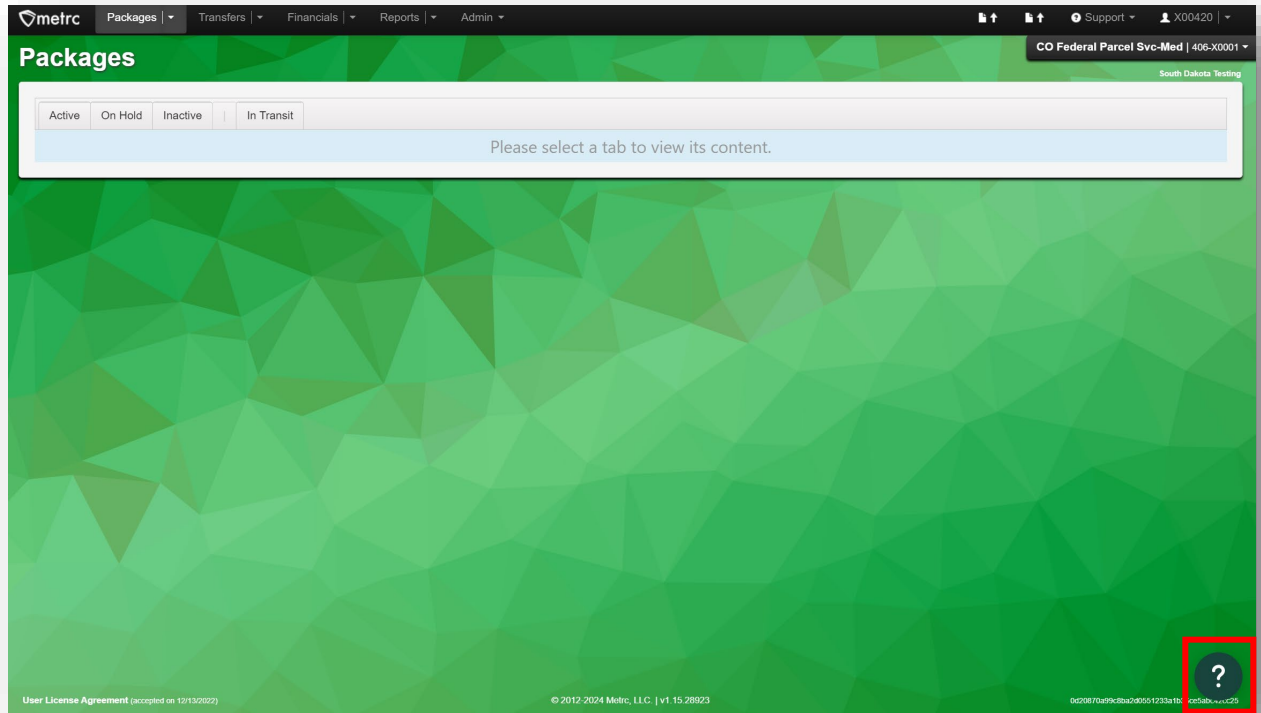 metrc Packages | Transfers | Financials | Reports | Admin Support X00420 |
Packages
CO Federal Parcel Svc-Med | 406-X0001
South Dakota Testing
Active On Hold Inactive | In Transit
Please select a tab to view its content.
?
User License Agreement (accepted on 12/13/2022) © 2012-2024 Metrc, LLC. | v1.15.28923